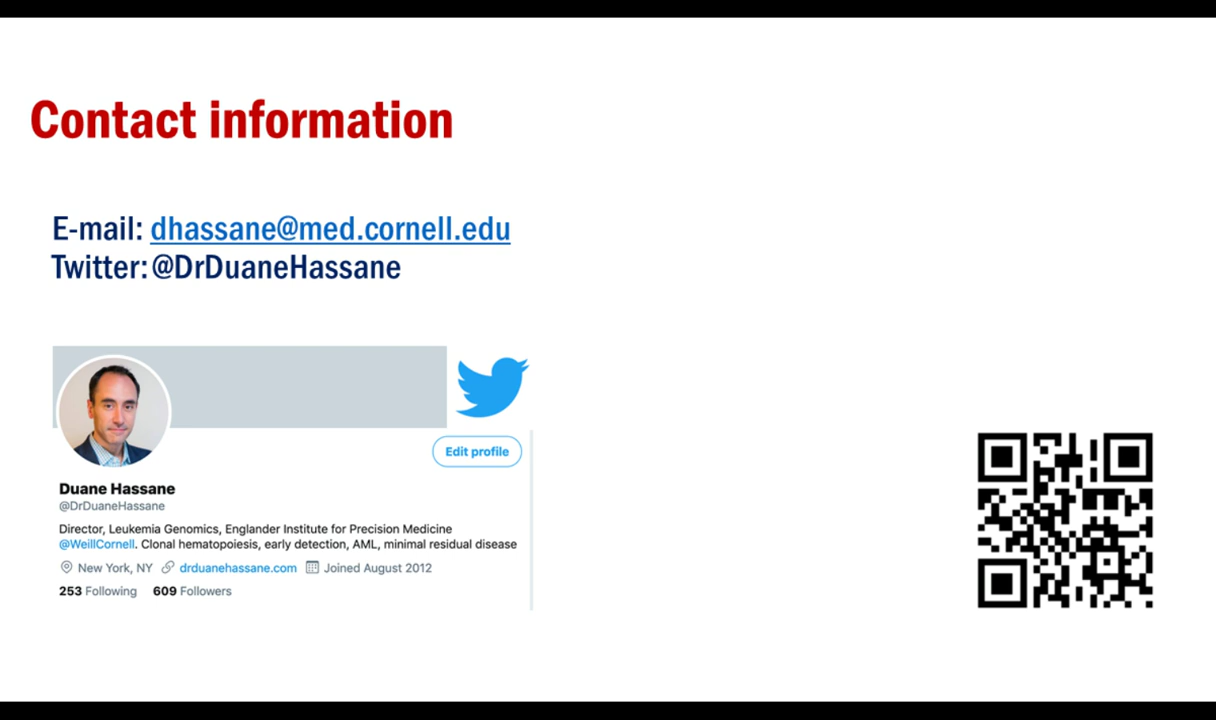 Contact information
E-mail: dhassane@med.cornell.edu
Twitter: @DrDuaneHassane
Edit profile
Duane Hassane
@DrDuaneHassane
Director, Leukemia Genomics, Englander Institute for Precision Medicine
@WeillCornell. Clonal hematopoiesis, early detection, AML, minimal residual disease
New York, NY drduanehassane.com Joined August 2012
253 Following 609 Followers